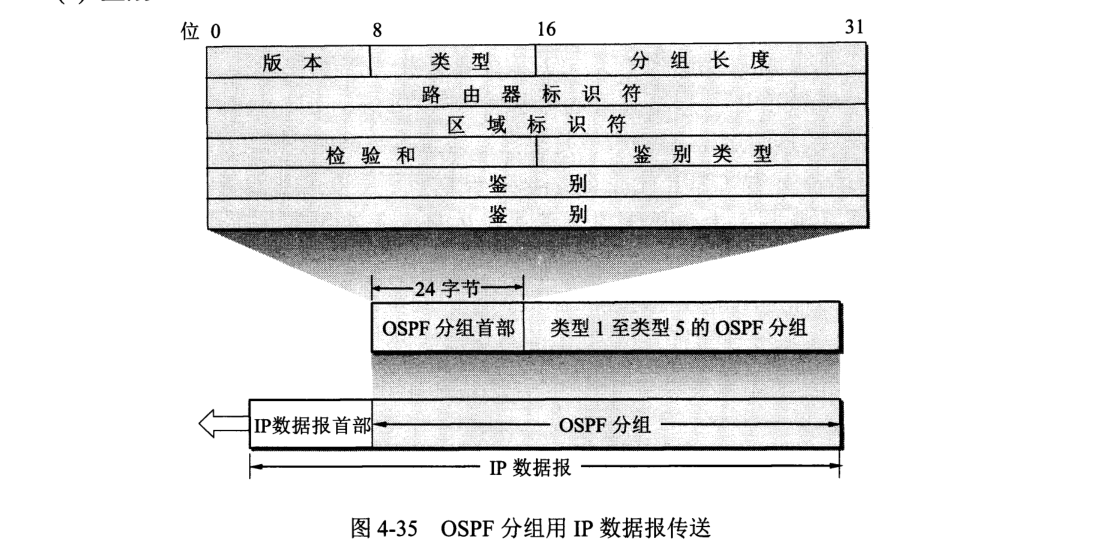 位 0 8 16 31
版本 类型 分组长度
路由器标识符
区域标识符
检验和 鉴别类型
鉴别
鉴别
24 字节
OSPF 分组首部 类型 1 至类型 5 的 OSPF 分组
IP数据报首部 OSPF 分组
IP 数据报
图 4-35 OSPF 分组用 IP 数据报传送